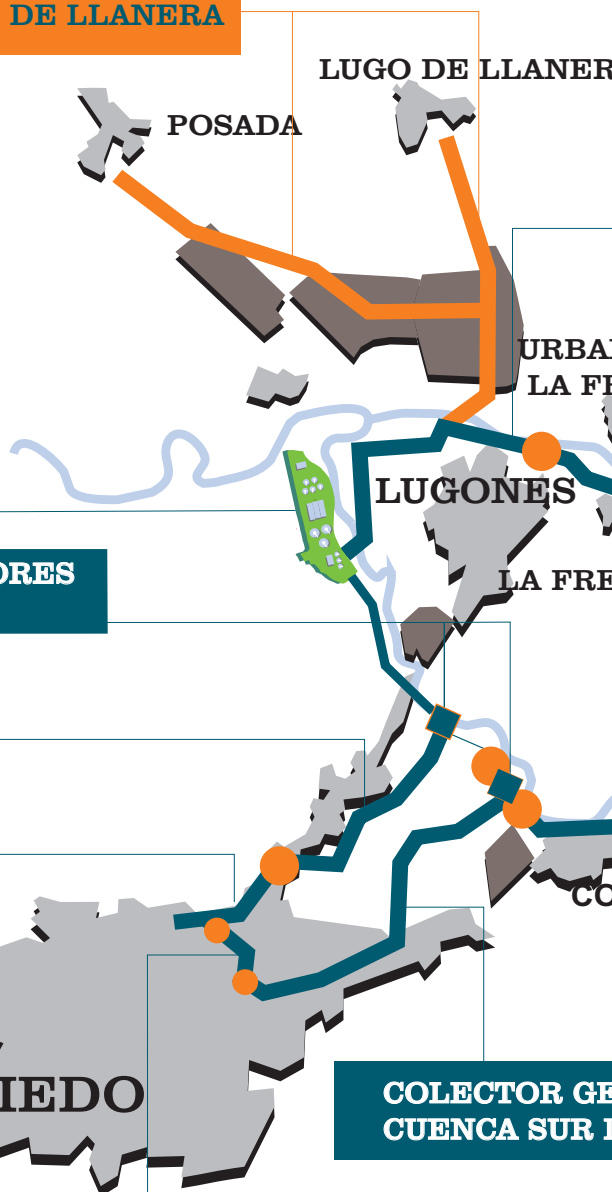 DE LLANERA
LUGO DE LLANER
POSADA
URBA
LA FR
LUGONES
ORES
LA FRE
CO
IEDO
COLECTOR GE
CUENCA SUR